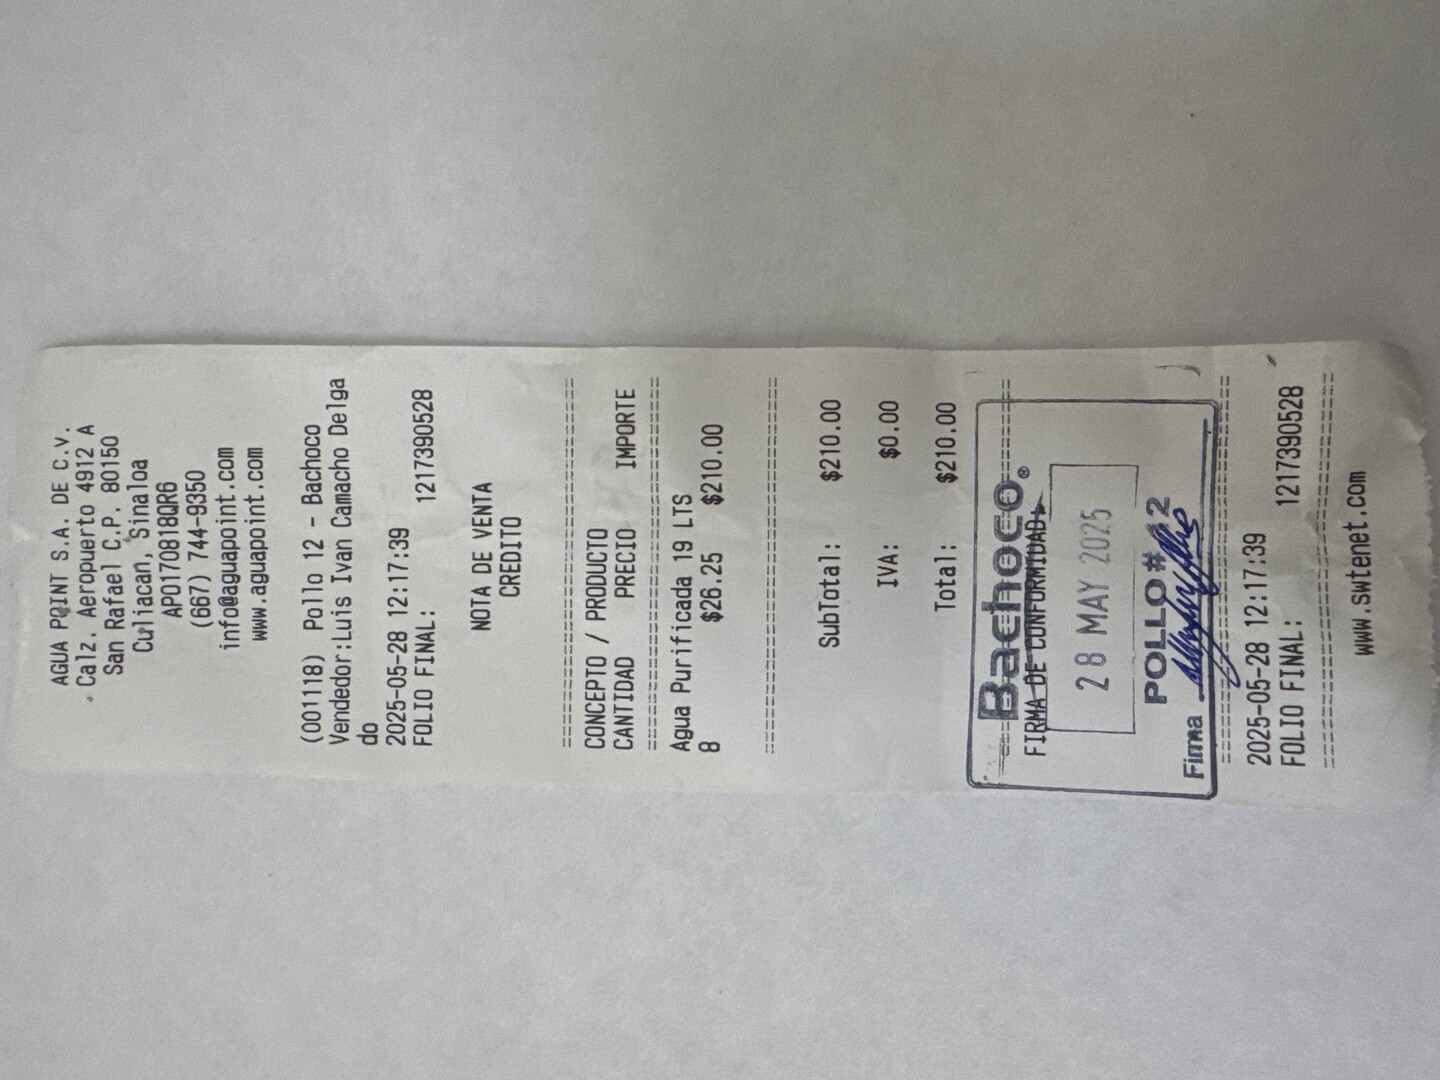 AGUA POINT S.A. DE C.V.
Calz. Aeropuerto 4912 A
San Rafael C.P. 80150
Culiacan, Sinaloa
APO170818QR6
(667) 744-9350
info@aguapoint.com
www.aguapoint.com
(001118) Pollo 12 - Bachoco
Vendedor:Luis Ivan Camacho Delga
do
2025-05-28 12:17:39
FOLIO FINAL: 1217390528
NOTA DE VENTA
CREDITO
================================
CONCEPTO / PRODUCTO
CANTIDAD PRECIO IMPORTE
================================
Agua Purificada 19 LTS
8 $26.25 $210.00
================================
SubTotal: $210.00
IVA: $0.00
Total: $210.00
================================
Bachoco®
FIRMA DE CONFORMIDAD
28 MAY 2025
POLLO # 12
Firma
================================
2025-05-28 12:17:39
FOLIO FINAL: 1217390528
================================
www.swtenet.com